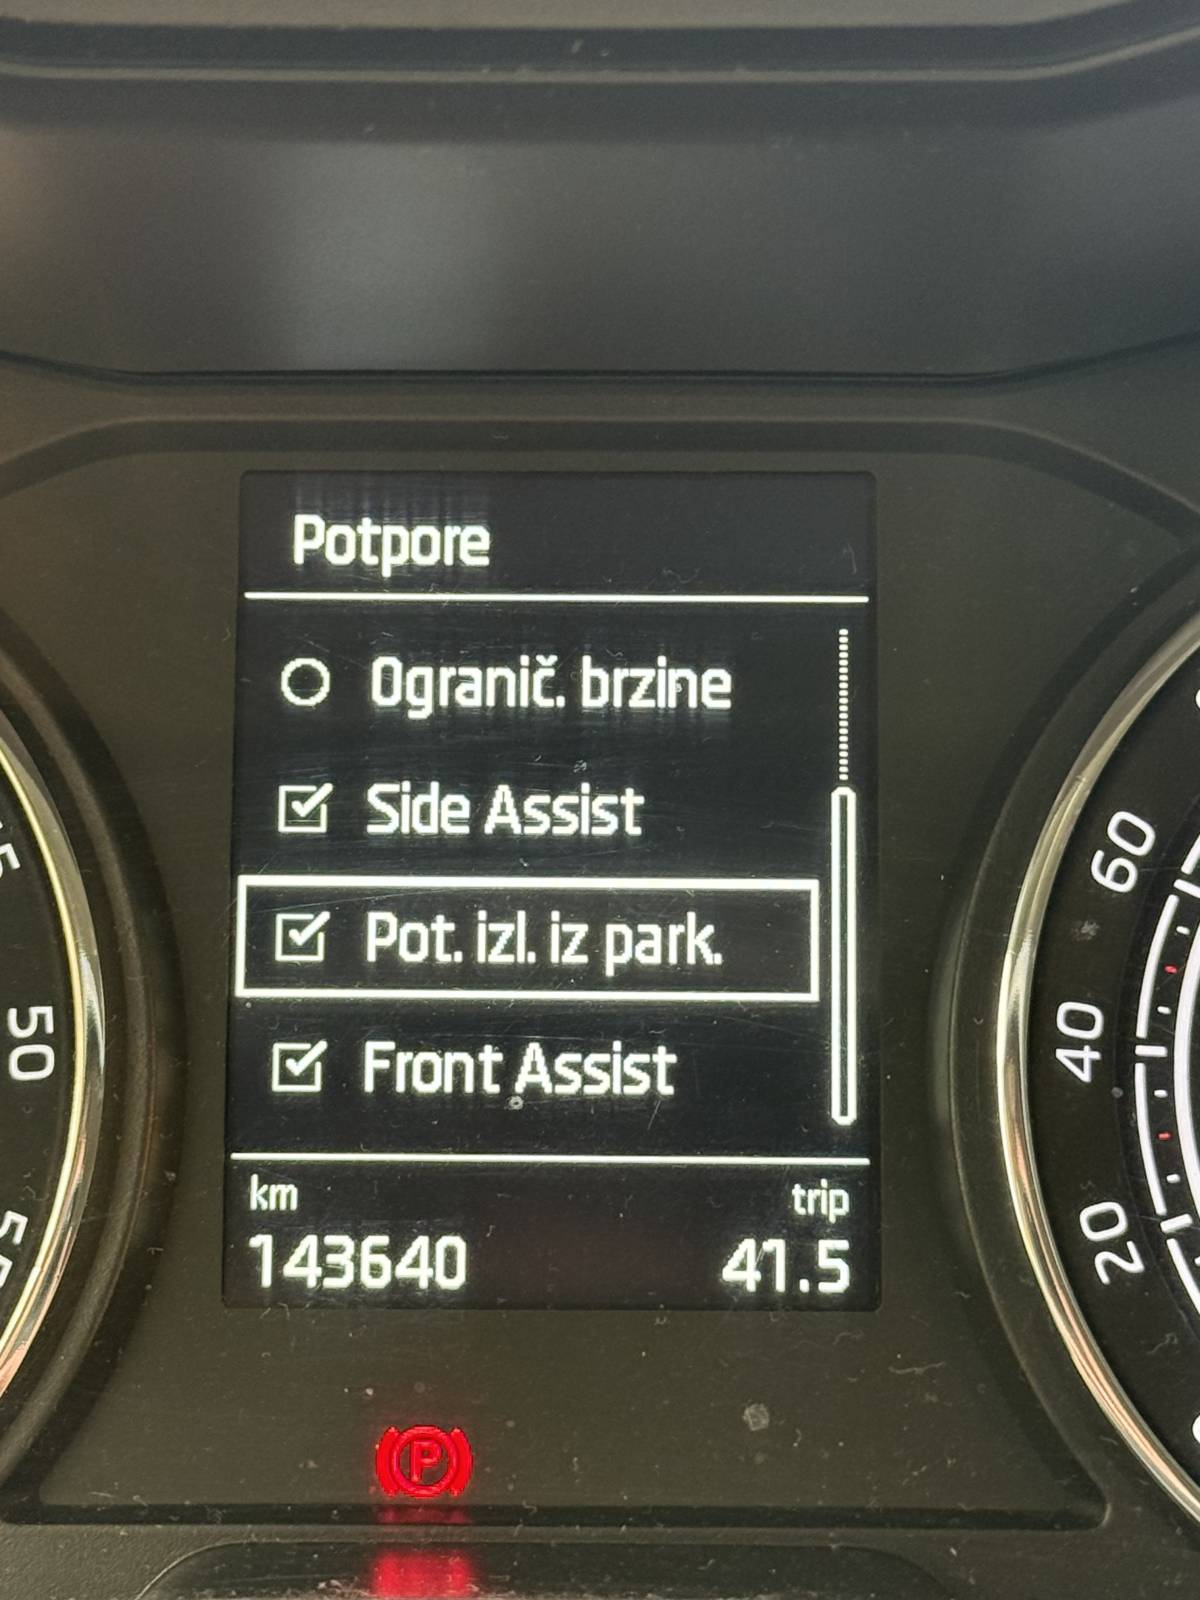 Potpore
Ogranič. brzine
Side Assist
Pot. izl. iz park.
Front Assist
km trip
143640 41.5
P
50
60
40
20